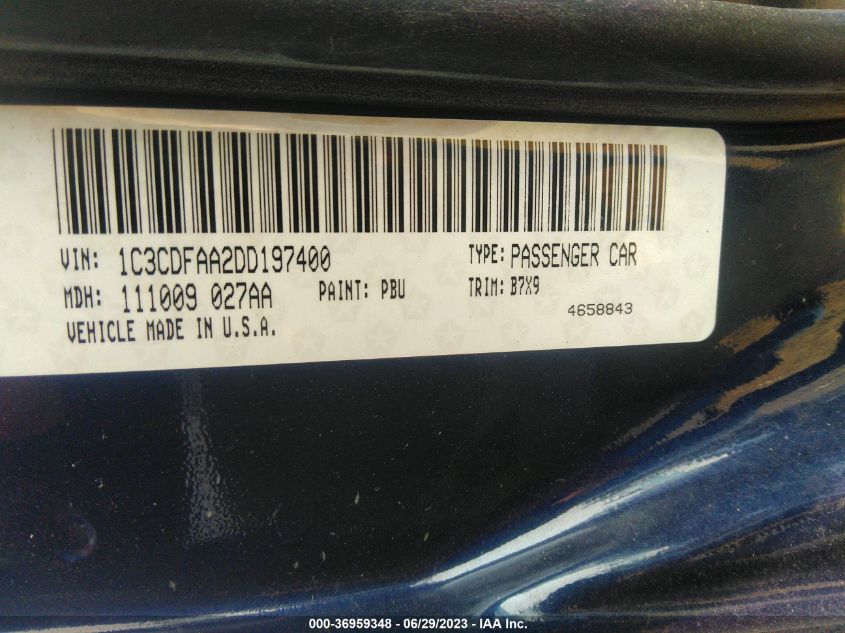 VIN: 1C3CDFAA2DD197400 TYPE: PASSENGER CAR
MDH: 111009 027AA PAINT: PBU TRIM: B7X9
VEHICLE MADE IN U.S.A. 4658843
000-36959348 - 06/29/2023 - IAA Inc.